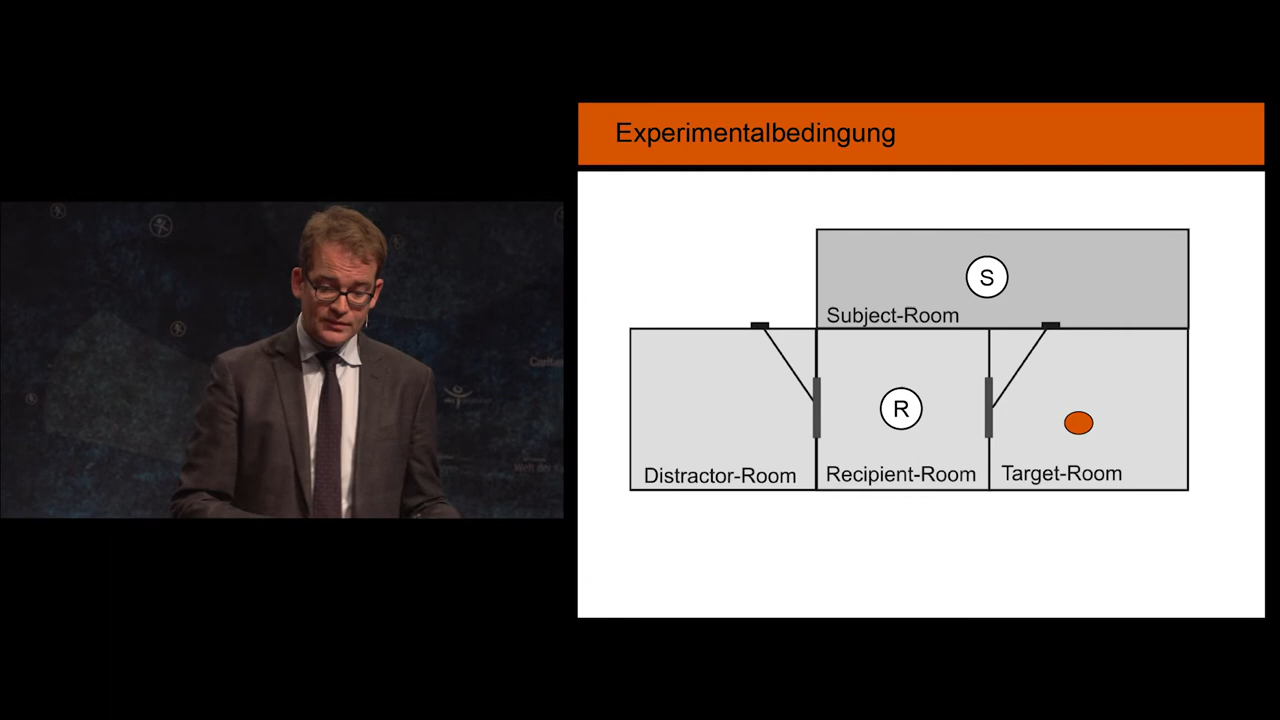 Experimentalbedingung
S
Subject-Room
R
Distractor-Room
Recipient-Room
Target-Room